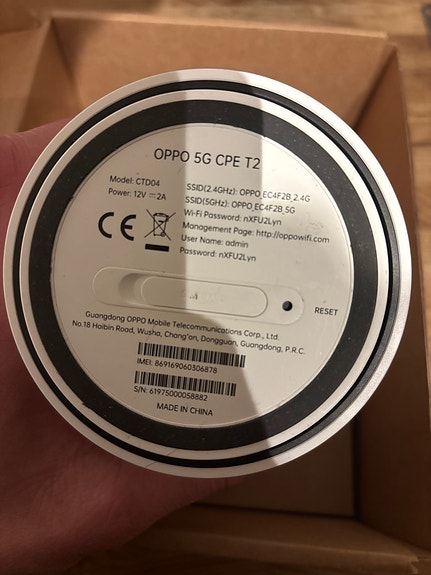 OPPO 5G CPE T2
Model: CTD04
Power: 12V ⎓ 2A
SSID(2.4GHz): OPPO_EC4F2B_2.4G
SSID(5GHz): OPPO_EC4F2B_5G
Wi-Fi Password: nXFU2Lyn
Management Page: http://oppowifi.com
User Name: admin
Password: nXFU2Lyn
CE
RESET
Guangdong OPPO Mobile Telecommunications Corp., Ltd.
No.18 Haibin Road, Wusha, Chang'an, Dongguan, Guangdong, P.R.C.
IMEI: 869169060306878
S/N: 61975000058882
MADE IN CHINA